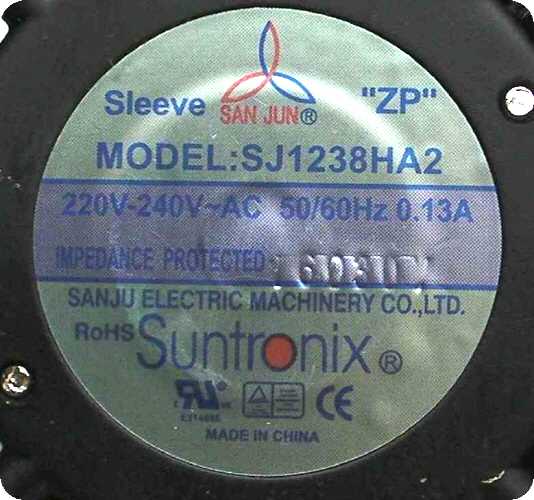 Sleeve SAN JUN® "ZP"
MODEL:SJ1238HA2
220V-240V~AC 50/60Hz 0.13A
IMPEDANCE PROTECTED
SANJU ELECTRIC MACHINERY CO.,LTD.
RoHS Suntronix®
CE
MADE IN CHINA